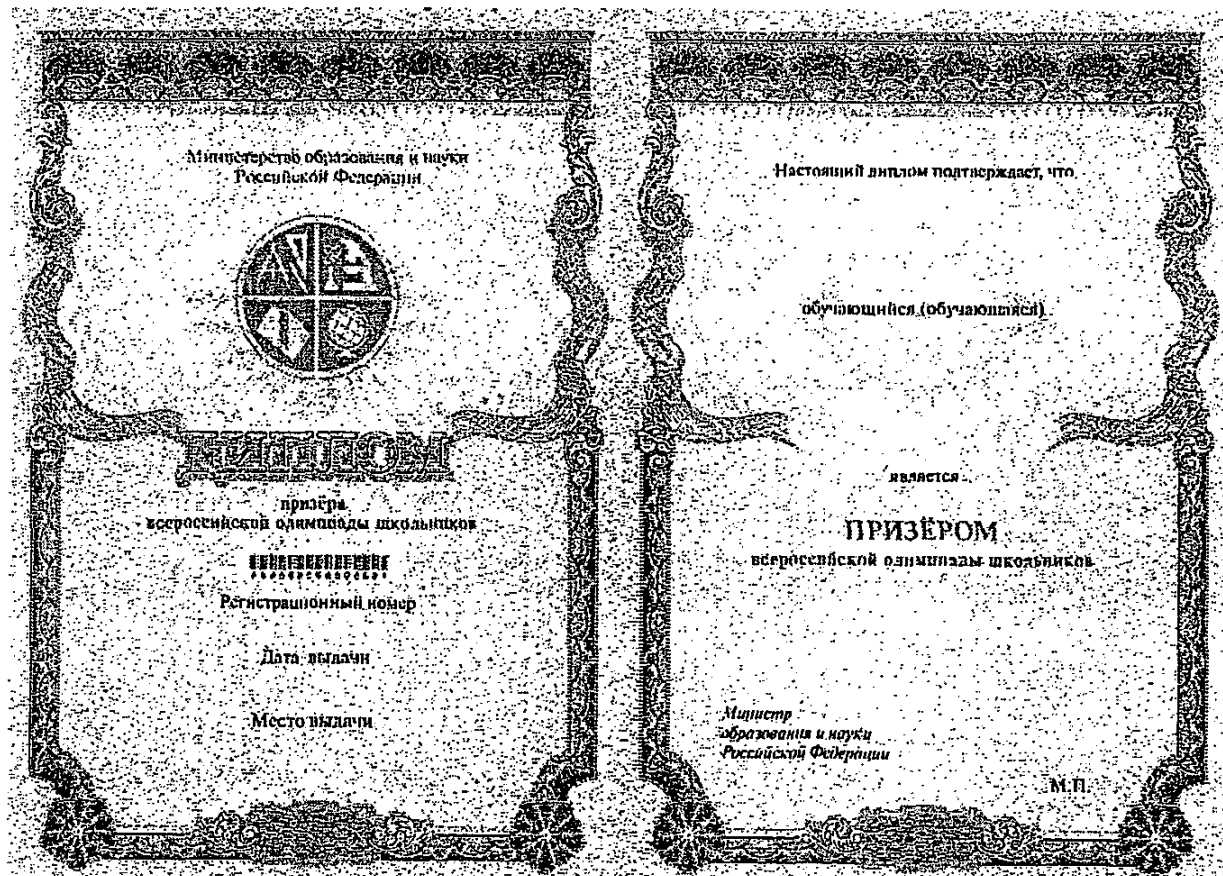 Министерство образования и науки
Российской Федерации
ДИПЛОМ
призёра
всероссийской олимпиады школьников
Регистрационный номер
Дата выдачи
Место выдачи
Настоящий диплом подтверждает, что
обучающийся (обучающаяся)
является
ПРИЗЁРОМ
всероссийской олимпиады школьников
Министр
образования и науки
Российской Федерации
М.П.